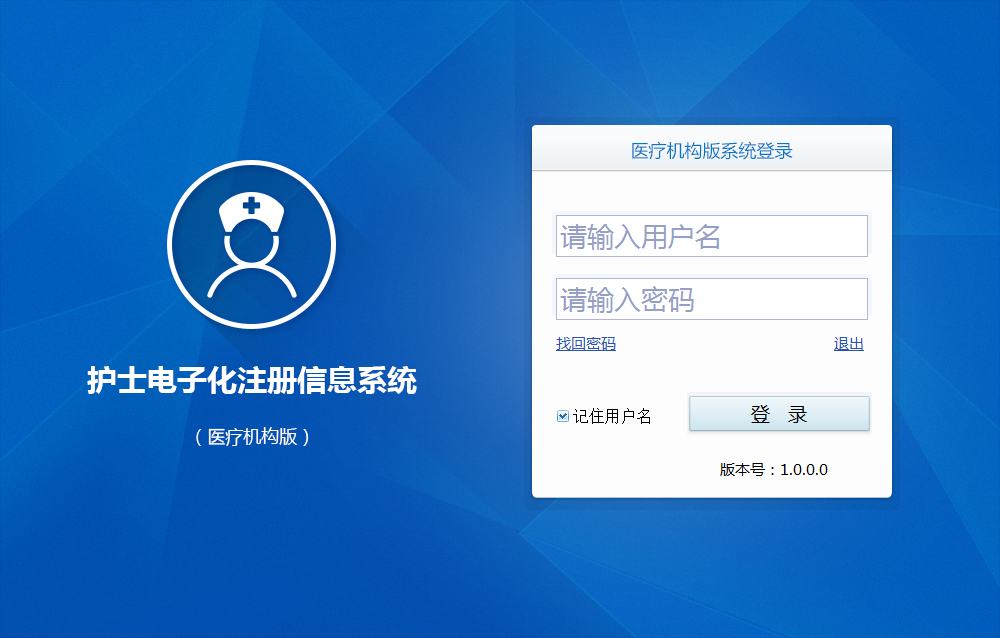 护士电子化注册信息系统
（医疗机构版）
医疗机构版系统登录
请输入用户名
请输入密码
找回密码 退出
记住用户名 登 录
版本号：1.0.0.0